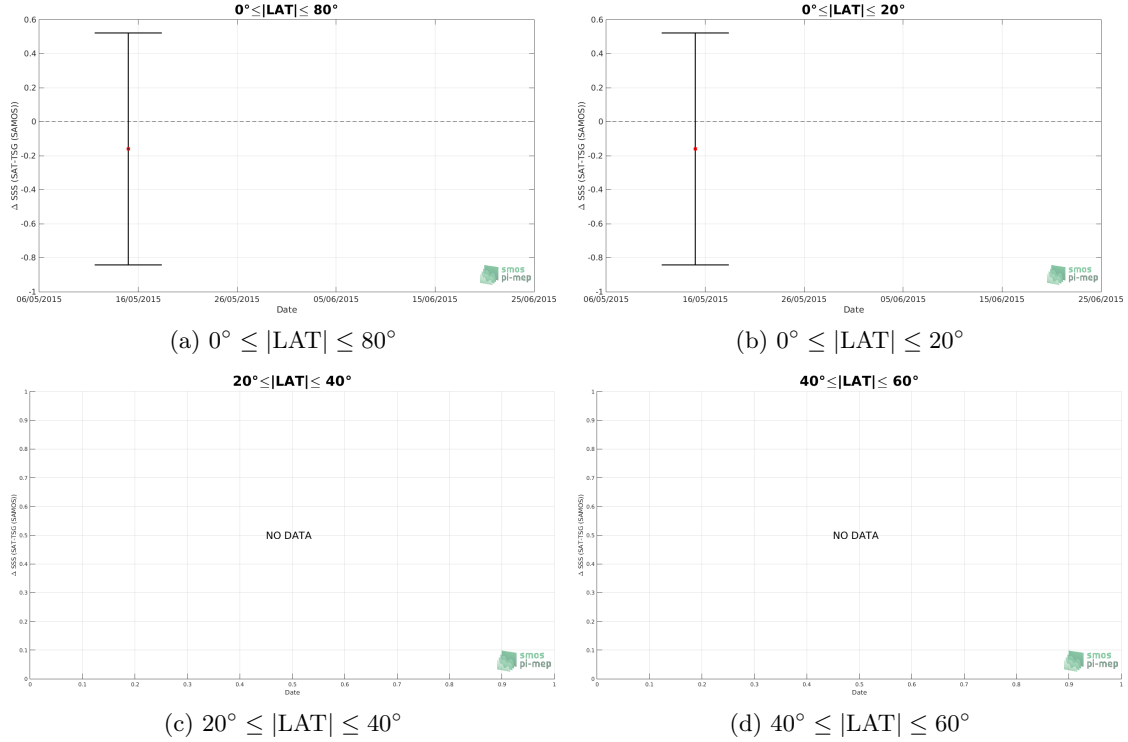 0°≤|LAT|≤ 80°
0.6
0.4
0.2
0
-0.2
-0.4
-0.6
-0.8
-1
Δ SSS (SAT-TSG (SAMOS))
06/05/2015 16/05/2015 26/05/2015 05/06/2015 15/06/2015 25/06/2015
Date
smos
pi-mep
(a) 0° ≤ |LAT| ≤ 80°
0°≤|LAT|≤ 20°
0.6
0.4
0.2
0
-0.2
-0.4
-0.6
-0.8
-1
Δ SSS (SAT-TSG (SAMOS))
06/05/2015 16/05/2015 26/05/2015 05/06/2015 15/06/2015 25/06/2015
Date
smos
pi-mep
(b) 0° ≤ |LAT| ≤ 20°
20°≤|LAT|≤ 40°
1
0.9
0.8
0.7
0.6
0.5
0.4
0.3
0.2
0.1
0
Δ SSS (SAT-TSG (SAMOS))
NO DATA
0 0.1 0.2 0.3 0.4 0.5 0.6 0.7 0.8 0.9 1
Date
smos
pi-mep
(c) 20° ≤ |LAT| ≤ 40°
40°≤|LAT|≤ 60°
1
0.9
0.8
0.7
0.6
0.5
0.4
0.3
0.2
0.1
0
Δ SSS (SAT-TSG (SAMOS))
NO DATA
0 0.1 0.2 0.3 0.4 0.5 0.6 0.7 0.8 0.9 1
Date
smos
pi-mep
(d) 40° ≤ |LAT| ≤ 60°